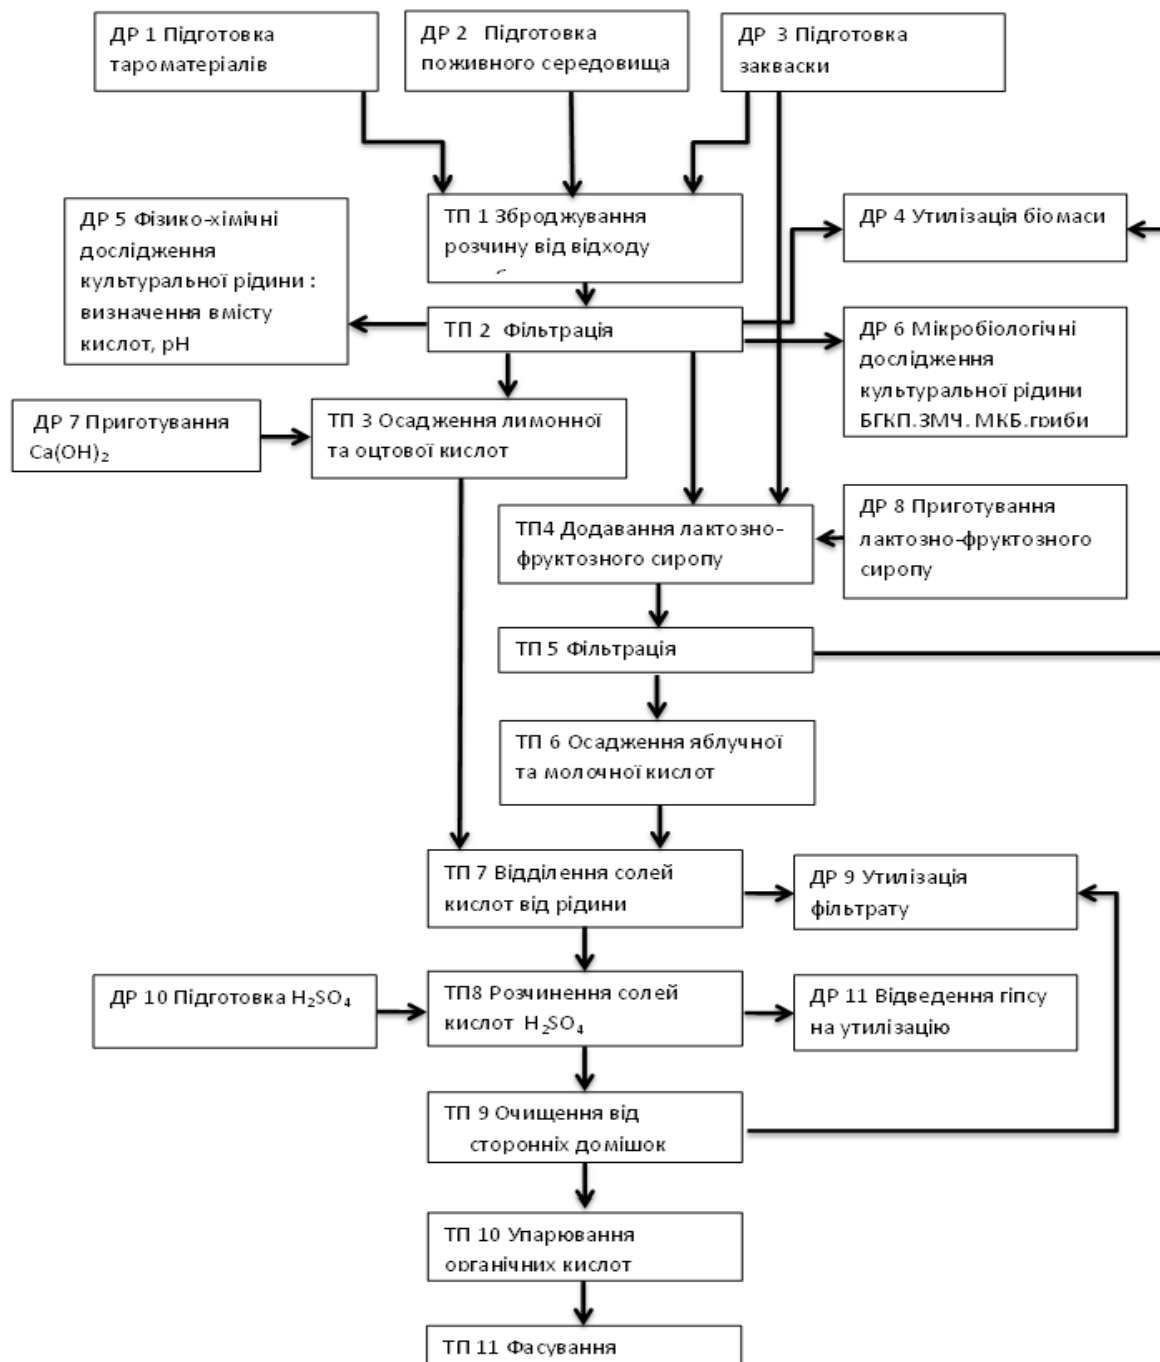 ДР 1 Підготовка
тароматеріалів
ДР 2 Підготовка
поживного середовища
ДР 3 Підготовка
закваски
ТП 1 Зброджування
розчину від відходу
ДР 4 Утилізація біомаси
ДР 5 Фізико-хімічні
дослідження
культуральної рідини :
визначення вмісту
кислот, pH
ТП 2 Фільтрація
ДР 6 Мікробіологічні
дослідження
культуральної рідини
БГКП, ЗМЧ, МКБ, гриби
ДР 7 Приготування
Ca(OH)₂
ТП 3 Осадження лимонної
та оцтової кислот
ТП4 Додавання лактозно-
фруктозного сиропу
ДР 8 Приготування
лактозно-фруктозного
сиропу
ТП 5 Фільтрація
ТП 6 Осадження яблучної
та молочної кислот
ТП 7 Відділення солей
кислот від рідини
ДР 9 Утилізація
фільтрату
ДР 10 Підготовка H₂SO₄
ТП8 Розчинення солей
кислот H₂SO₄
ДР 11 Відведення гіпсу
на утилізацію
ТП 9 Очищення від
сторонніх домішок
ТП 10 Упарювання
органічних кислот
ТП 11 Фасування